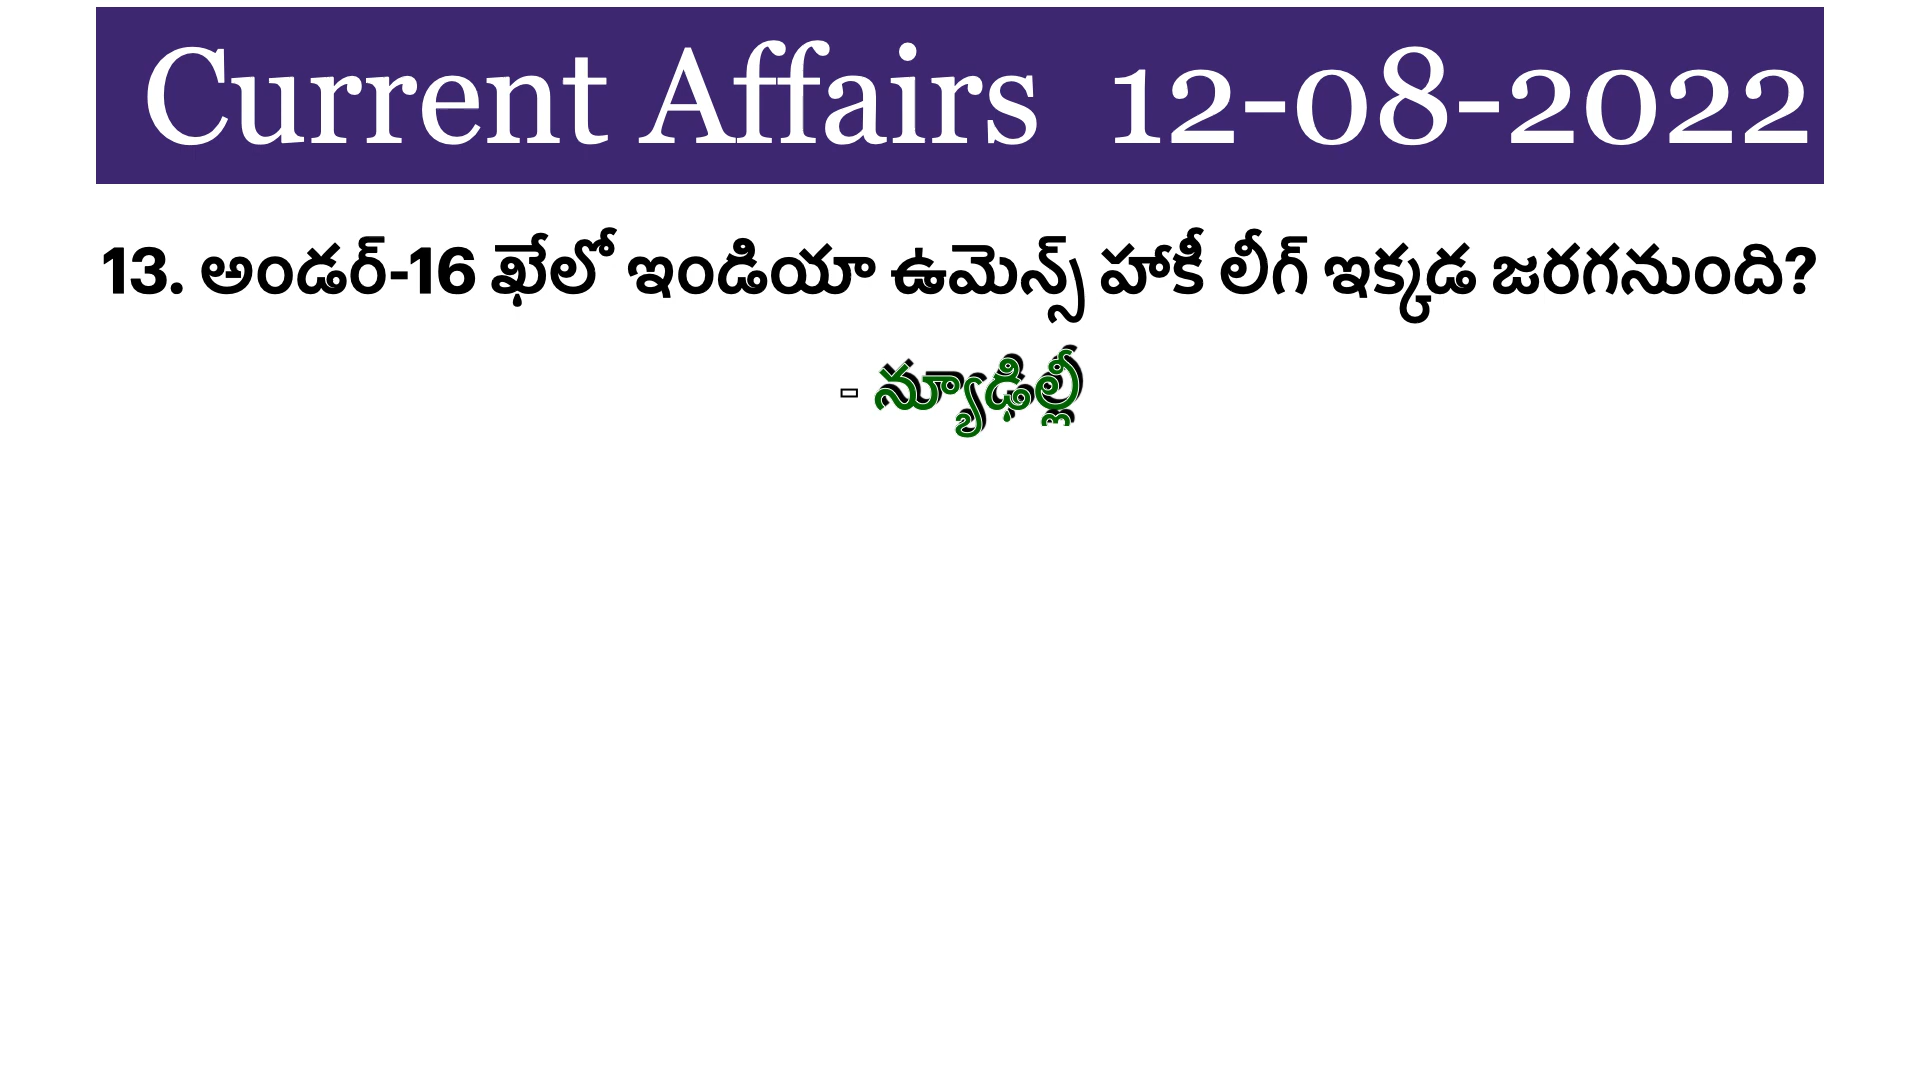 Current Affairs 12-08-2022
13. అండర్-16 ఖేలో ఇండియా ఉమెన్స్ హాకీ లీగ్ ఇక్కడ జరగనుంది?
- న్యూఢిల్లీ